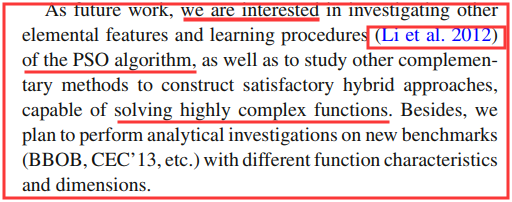 As future work, we are interested in investigating other
elemental features and learning procedures (Li et al. 2012)
of the PSO algorithm, as well as to study other complemen-
tary methods to construct satisfactory hybrid approaches,
capable of solving highly complex functions. Besides, we
plan to perform analytical investigations on new benchmarks
(BBOB, CEC'13, etc.) with different function characteristics
and dimensions.